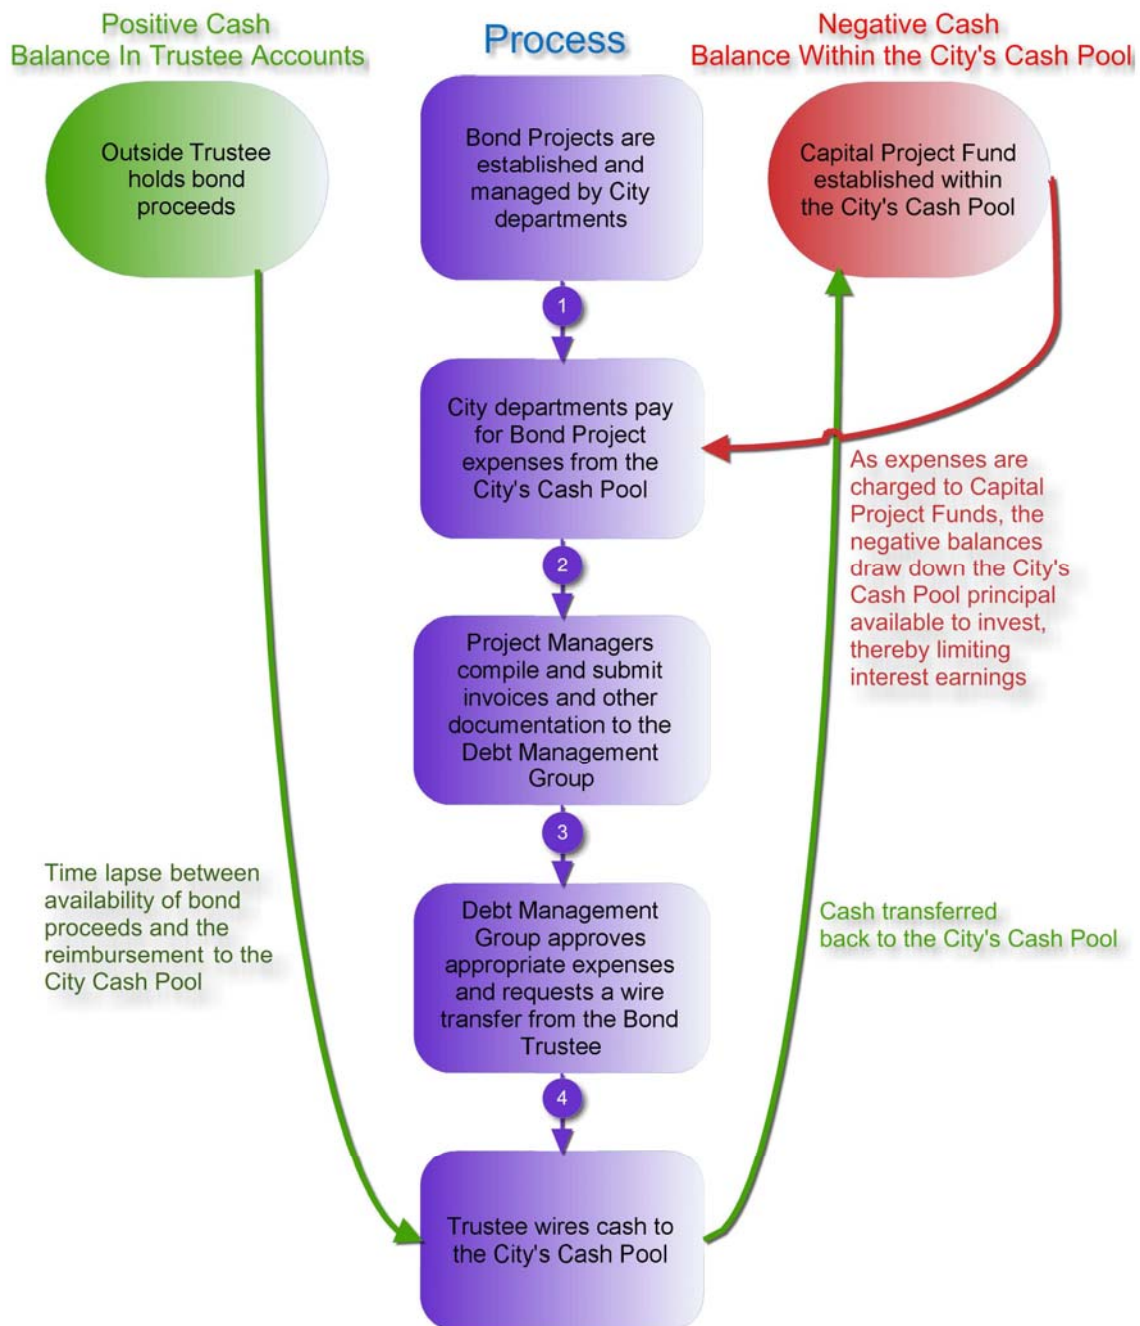 Positive Cash
Balance In Trustee Accounts
Process
Negative Cash
Balance Within the City's Cash Pool
Outside Trustee
holds bond
proceeds
Bond Projects are
established and
managed by City
departments
Capital Project Fund
established within
the City's Cash Pool
1
City departments pay
for Bond Project
expenses from the
City's Cash Pool
As expenses are
charged to Capital
Project Funds, the
negative balances
draw down the City's
Cash Pool principal
available to invest,
thereby limiting
interest earnings
2
Project Managers
compile and submit
invoices and other
documentation to the
Debt Management
Group
3
Time lapse between
availability of bond
proceeds and the
reimbursement to the
City Cash Pool
Debt Management
Group approves
appropriate expenses
and requests a wire
transfer from the Bond
Trustee
Cash transferred
back to the City's Cash Pool
4
Trustee wires cash to
the City's Cash Pool